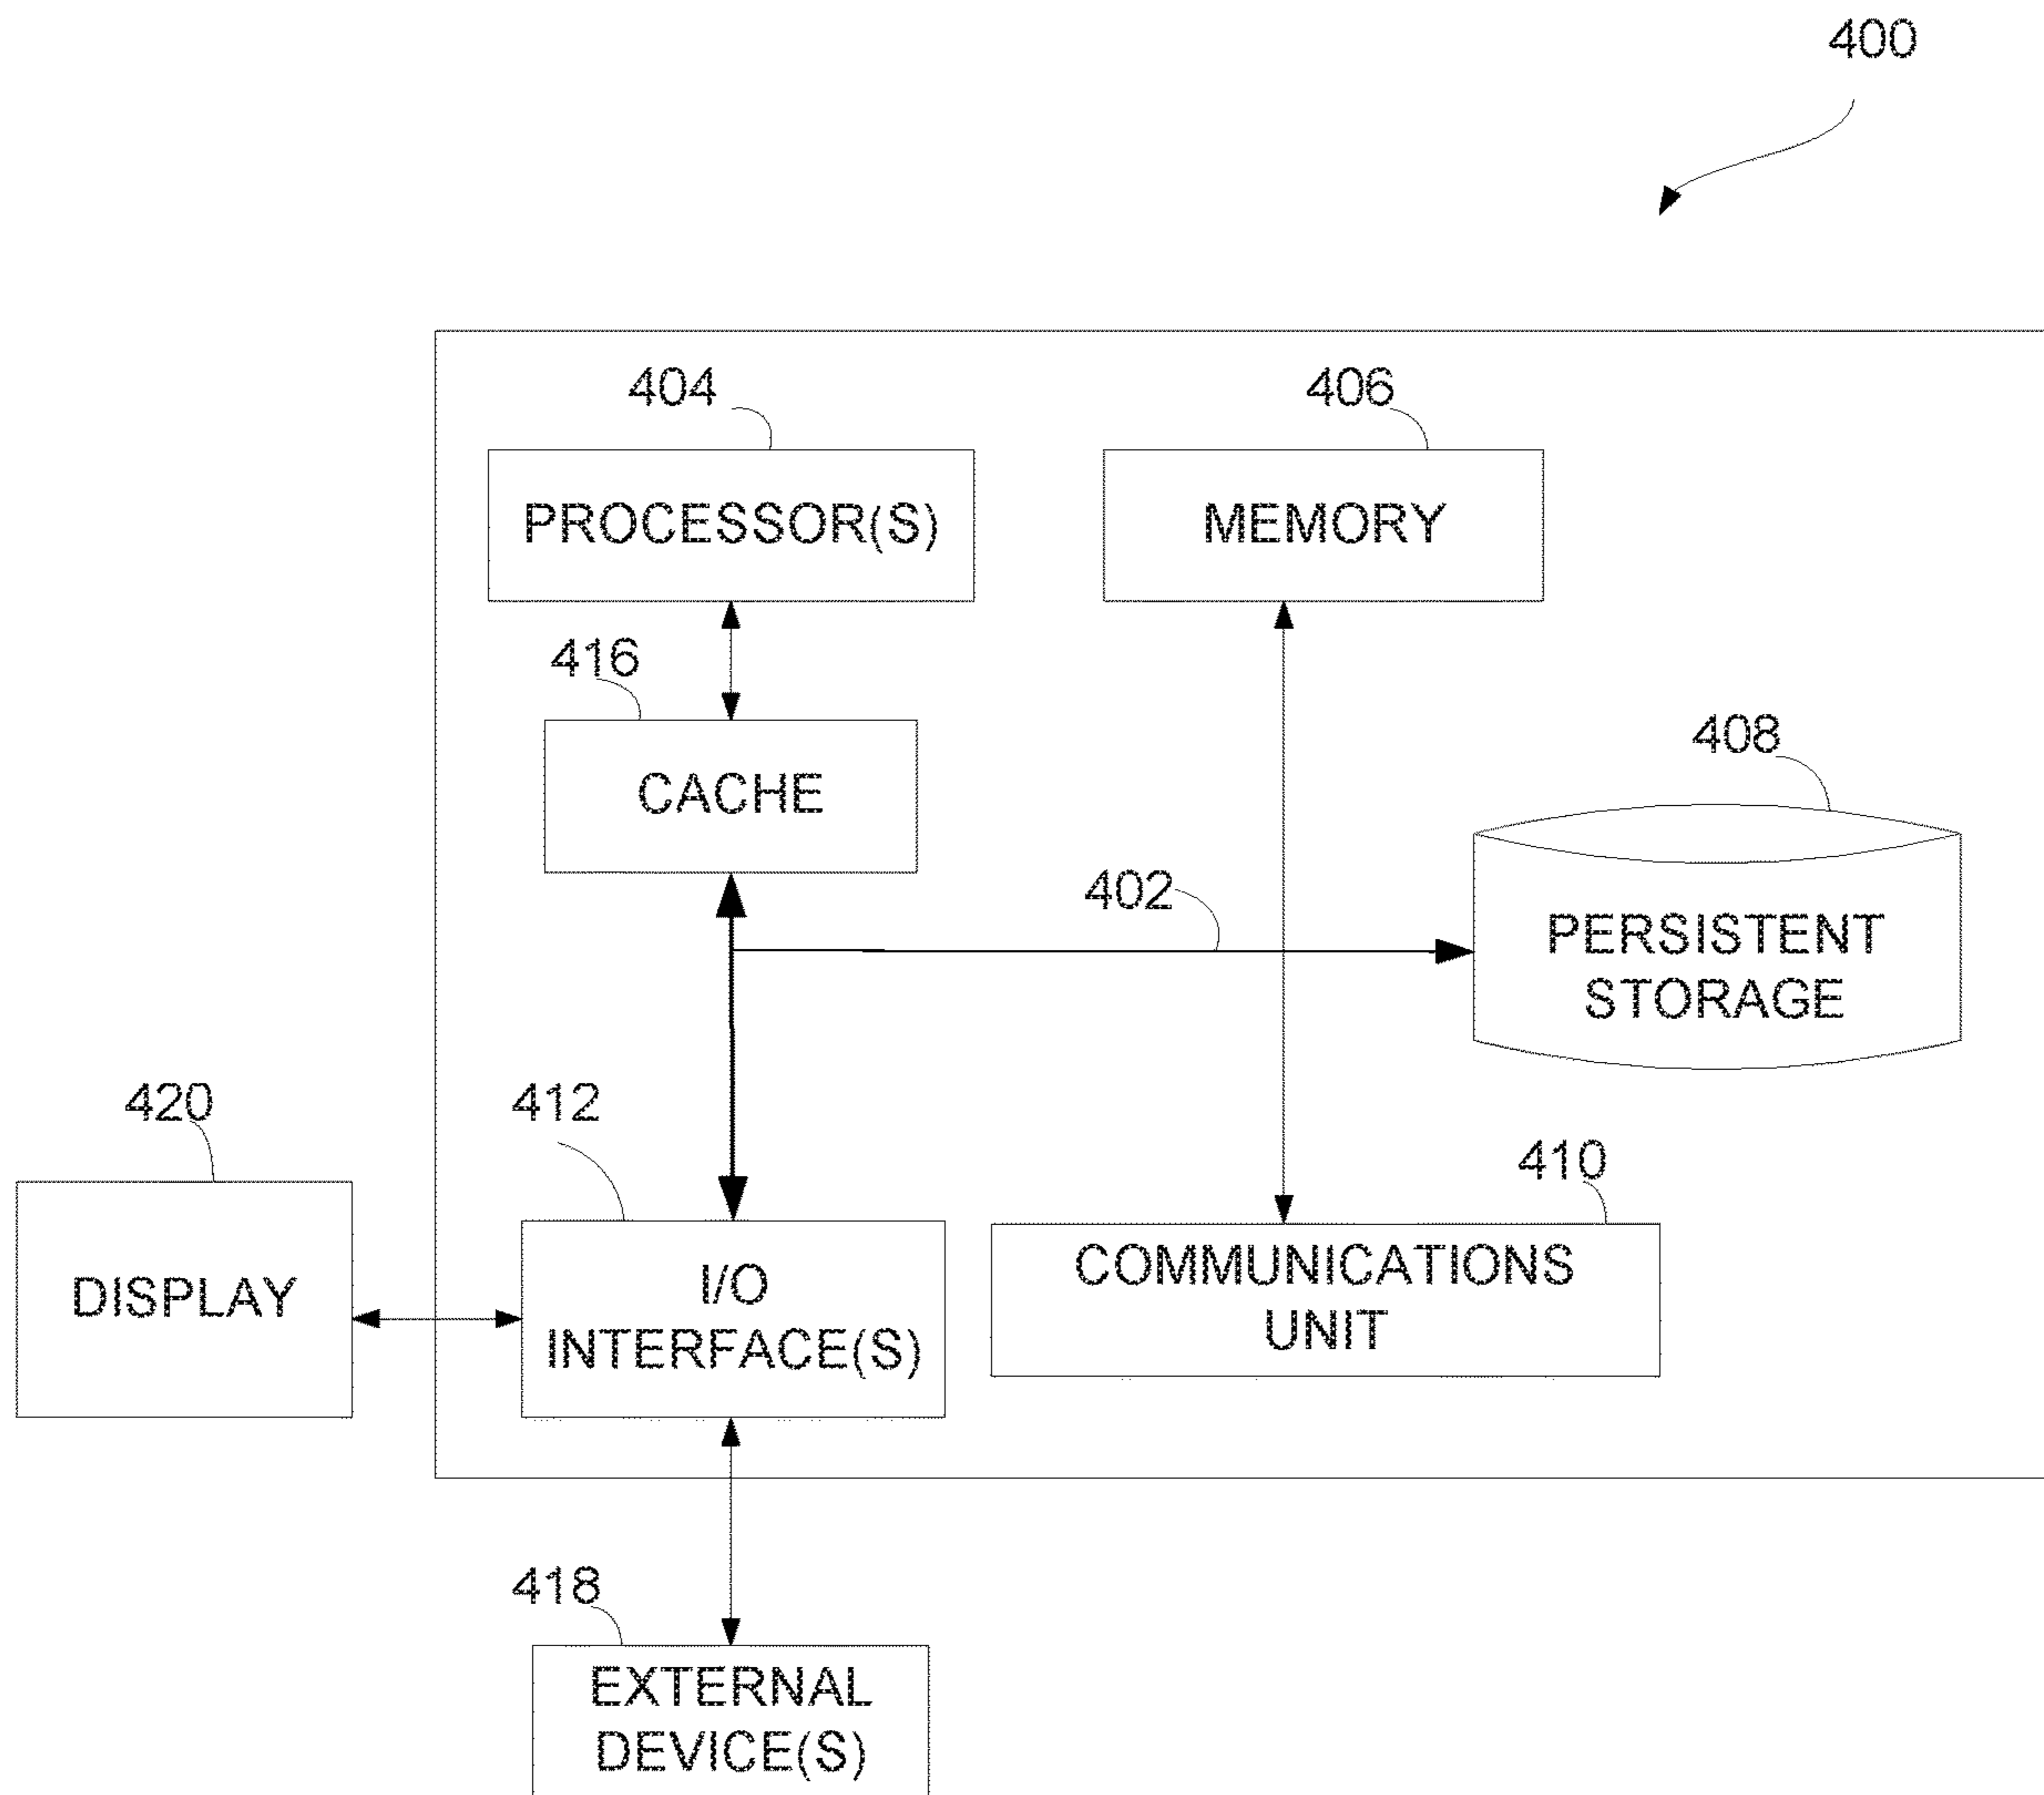 400
404
406
PROCESSOR(S)
MEMORY
416
CACHE
408
402
PERSISTENT
STORAGE
420
412
410
DISPLAY
I/O
INTERFACE(S)
COMMUNICATIONS
UNIT
418
EXTERNAL
DEVICE(S)